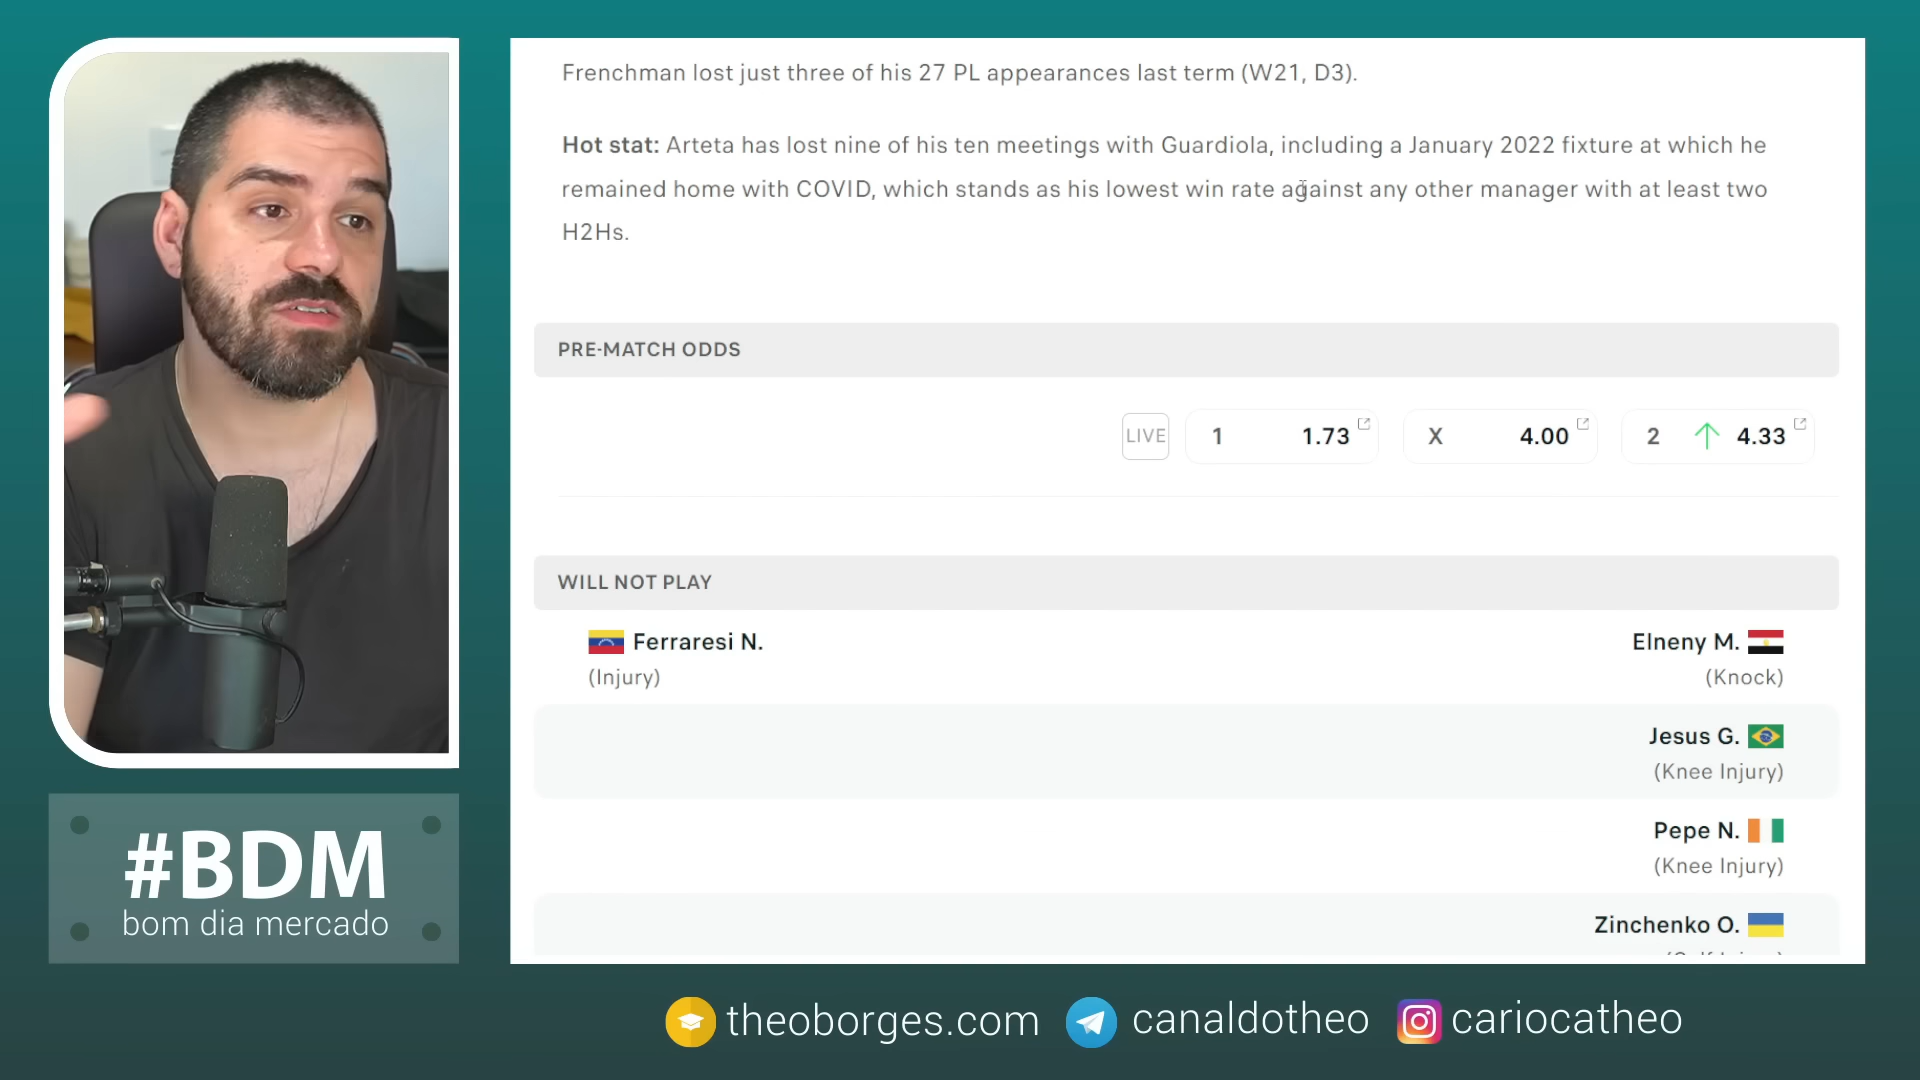 Frenchman lost just three of his 27 PL appearances last term (W21, D3).
Hot stat: Arteta has lost nine of his ten meetings with Guardiola, including a January 2022 fixture at which he
remained home with COVID, which stands as his lowest win rate against any other manager with at least two
H2Hs.
PRE-MATCH ODDS
LIVE 1 1.73 X 4.00 2 4.33
WILL NOT PLAY
Ferraresi N. Elneny M.
(Injury) (Knock)
Jesus G.
(Knee Injury)
Pepe N.
(Knee Injury)
Zinchenko O.
#BDM
bom dia mercado
theoborges.com canaldotheo cariocatheo